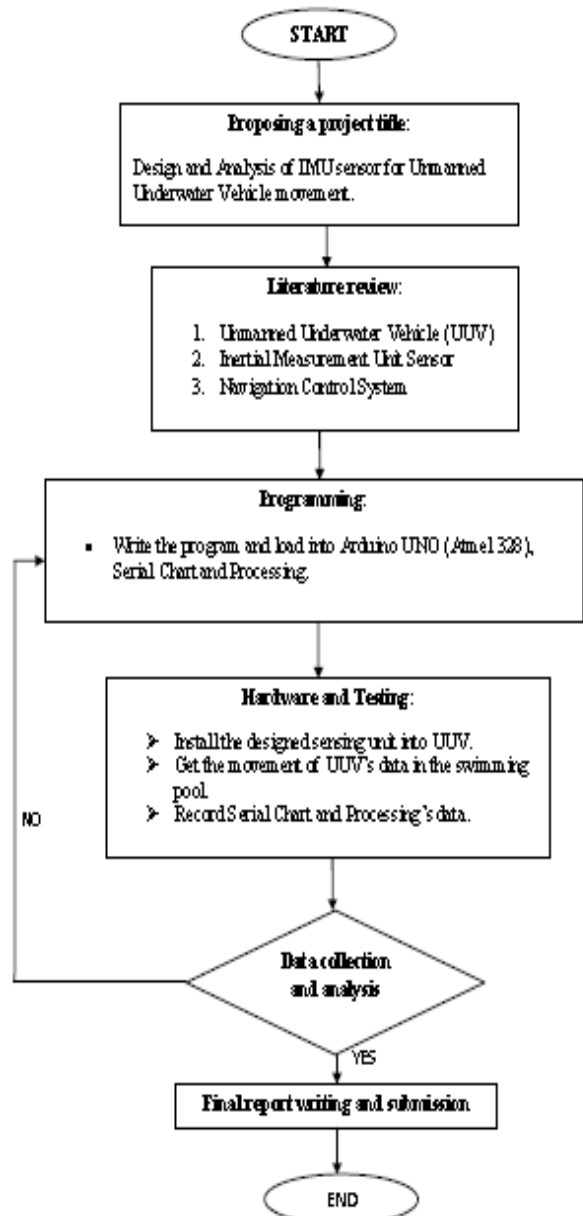 START
Proposing a project title:
Design and Analysis of IMU sensor for Unmanned
Underwater Vehicle movement.
Literature review:
1. Unmanned Underwater Vehicle (UUV)
2. Inertial Measurement Unit Sensor
3. Navigation Control System
Programming:
▪ Write the program and load into Arduino UNO (Atmel 328),
Serial Chart and Processing.
Hardware and Testing:
➢ Install the designed sensing unit into UUV.
➢ Get the movement of UUV's data in the swimming
pool.
➢ Record Serial Chart and Processing's data.
NO
Data collection
and analysis
YES
Final report writing and submission
END